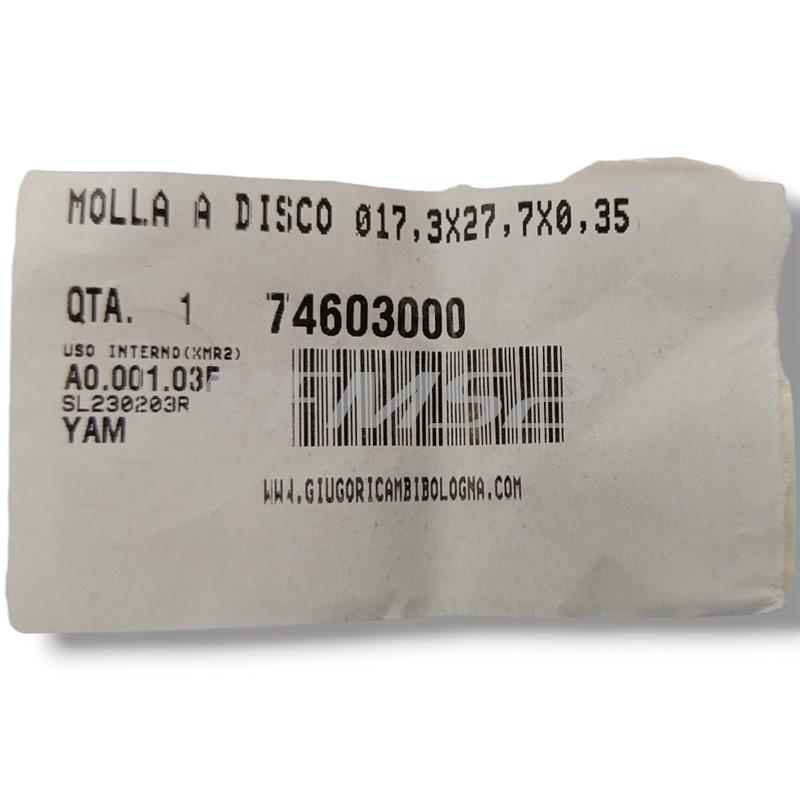 MOLLA A DISCO Ø17,3X27,7X0,35
QTA. 1 74603000
USO INTERNO(XMR2)
A0.001.03F
SL230203R
YAM
WWW.GIUGORICAMBIBOLOGNA.COM